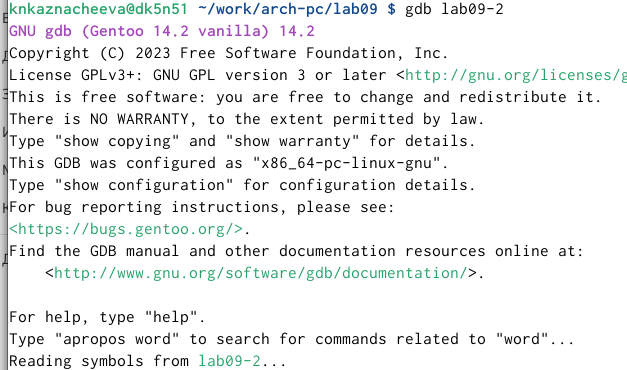 knkaznacheeva@dk5n51 ~/work/arch-pc/lab09 $ gdb lab09-2
GNU gdb (Gentoo 14.2 vanilla) 14.2
Copyright (C) 2023 Free Software Foundation, Inc.
License GPLv3+: GNU GPL version 3 or later <http://gnu.org/licenses/g
This is free software: you are free to change and redistribute it.
There is NO WARRANTY, to the extent permitted by law.
Type "show copying" and "show warranty" for details.
This GDB was configured as "x86_64-pc-linux-gnu".
Type "show configuration" for configuration details.
For bug reporting instructions, please see:
<https://bugs.gentoo.org/>.
Find the GDB manual and other documentation resources online at:
    <http://www.gnu.org/software/gdb/documentation/>.

For help, type "help".
Type "apropos word" to search for commands related to "word"...
Reading symbols from lab09-2...